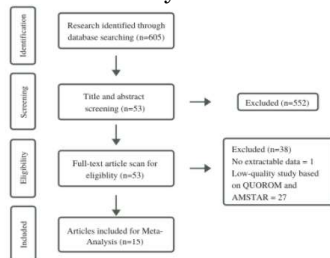 Identification
Research identified through
database searching (n=605)
Screening
Title and abstract
screening (n=53)
Excluded (n=552)
Eligibility
Full-text article scan for
eligiblity (n=53)
Excluded (n=38)
No extractable data = 1
Low-quality study based
on QUOROM and
AMSTAR = 27
Included
Articles included for Meta-
Analysis (n=15)